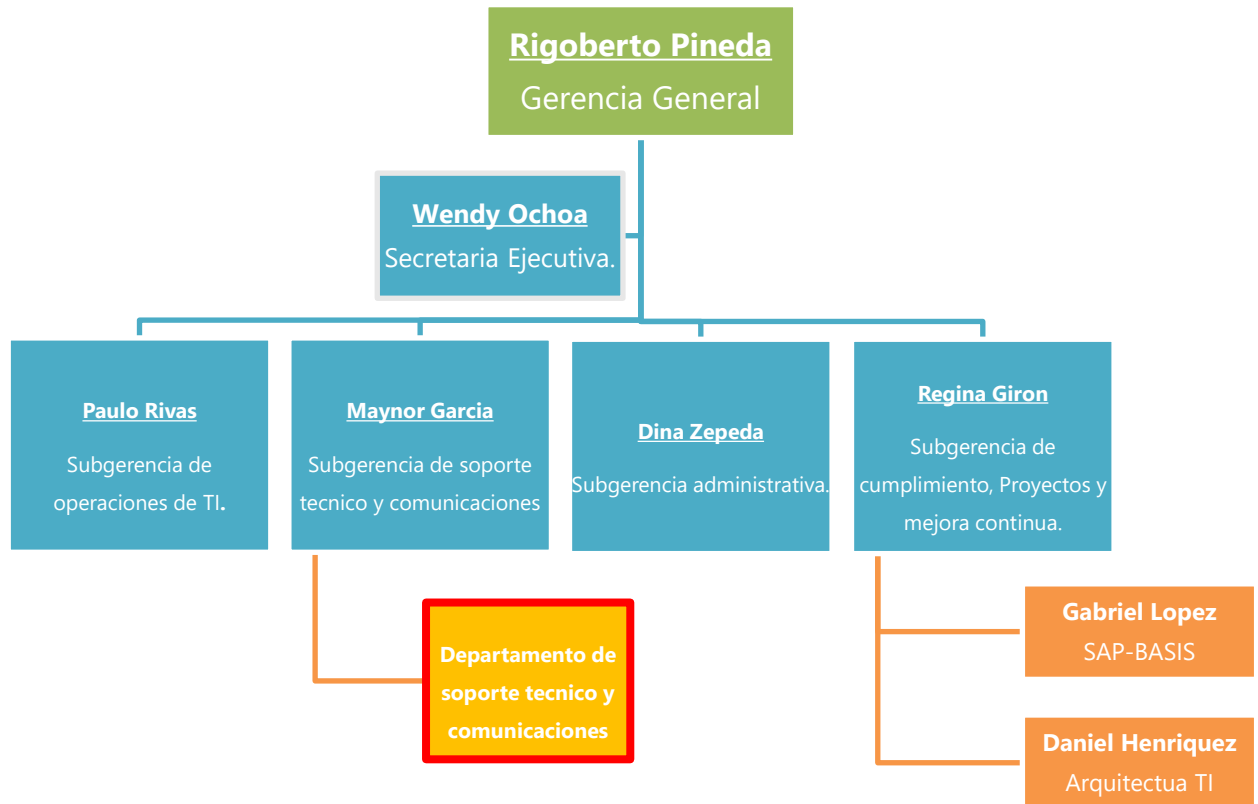 Rigoberto Pineda
Gerencia General
Wendy Ochoa
Secretaria Ejecutiva.
Paulo Rivas
Subgerencia de
operaciones de TI.
Maynor Garcia
Subgerencia de soporte
tecnico y comunicaciones
Dina Zepeda
Subgerencia administrativa.
Regina Giron
Subgerencia de
cumplimiento, Proyectos y
mejora continua.
Departamento de
soporte tecnico y
comunicaciones
Gabriel Lopez
SAP-BASIS
Daniel Henriquez
Arquitectua TI